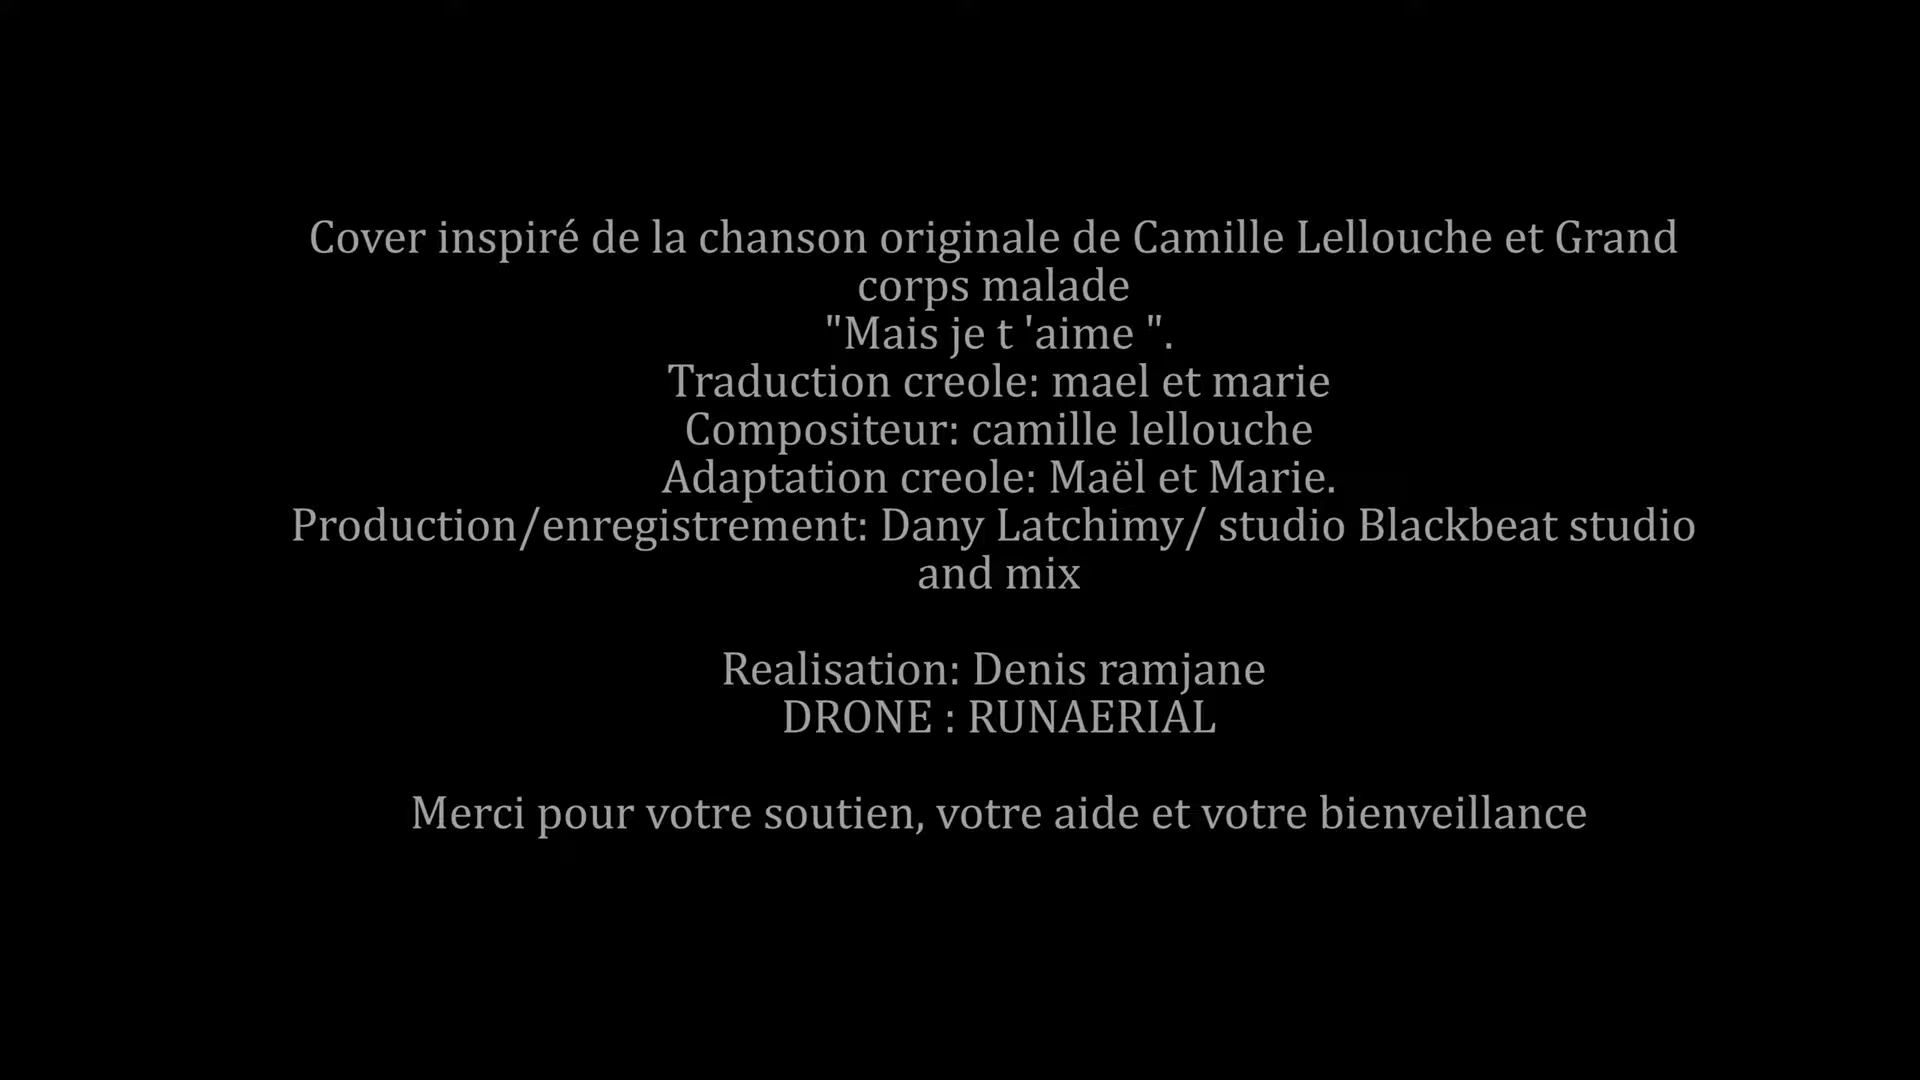 Cover inspiré de la chanson originale de Camille Lellouche et Grand
corps malade
"Mais je t 'aime ".
Traduction creole: mael et marie
Compositeur: camille lellouche
Adaptation creole: Maël et Marie.
Production/enregistrement: Dany Latchimy/ studio Blackbeat studio
and mix
Realisation: Denis ramjane
DRONE : RUNAERIAL
Merci pour votre soutien, votre aide et votre bienveillance